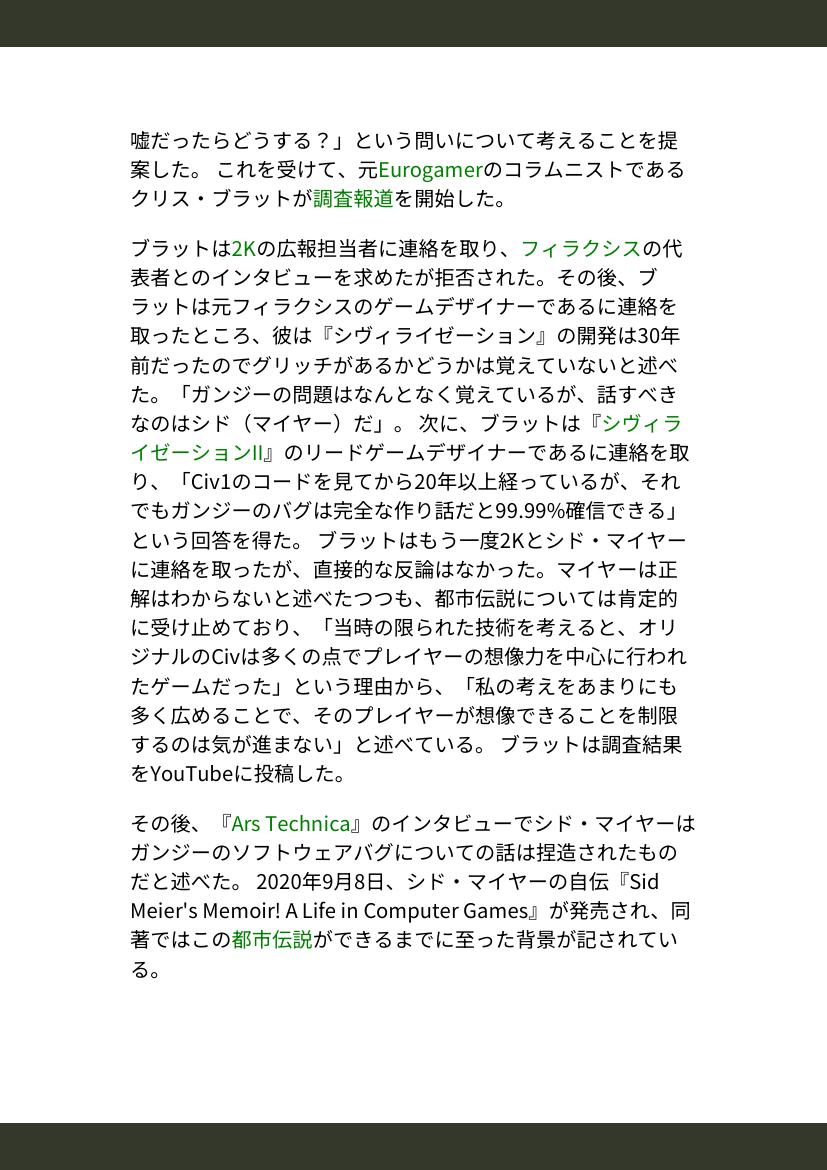 嘘だったらどうする？」という問いについて考えることを提
案した。 これを受けて、元Eurogamerのコラムニストである
クリス・ブラットが調査報道を開始した。
ブラットは2Kの広報担当者に連絡を取り、フィラクシスの代
表者とのインタビューを求めたが拒否された。その後、ブ
ラットは元フィラクシスのゲームデザイナーであるに連絡を
取ったところ、彼は『シヴィライゼーション』の開発は30年
前だったのでグリッチがあるかどうかは覚えていないと述べ
た。「ガンジーの問題はなんとなく覚えているが、話すべき
なのはシド（マイヤー）だ」。 次に、ブラットは『シヴィラ
イゼーションII』のリードゲームデザイナーであるに連絡を取
り、「Civ1のコードを見てから20年以上経っているが、それ
でもガンジーのバグは完全な作り話だと99.99%確信できる」
という回答を得た。 ブラットはもう一度2Kとシド・マイヤー
に連絡を取ったが、直接的な反論はなかった。マイヤーは正
解はわからないと述べたつつも、都市伝説については肯定的
に受け止めており、「当時の限られた技術を考えると、オリ
ジナルのCivは多くの点でプレイヤーの想像力を中心に行われ
たゲームだった」という理由から、「私の考えをあまりにも
多く広めることで、そのプレイヤーが想像できることを制限
するのは気が進まない」と述べている。 ブラットは調査結果
をYouTubeに投稿した。
その後、『Ars Technica』のインタビューでシド・マイヤーは
ガンジーのソフトウェアバグについての話は捏造されたもの
だと述べた。 2020年9月8日、シド・マイヤーの自伝『Sid
Meier's Memoir! A Life in Computer Games』が発売され、同
著ではこの都市伝説ができるまでに至った背景が記されてい
る。